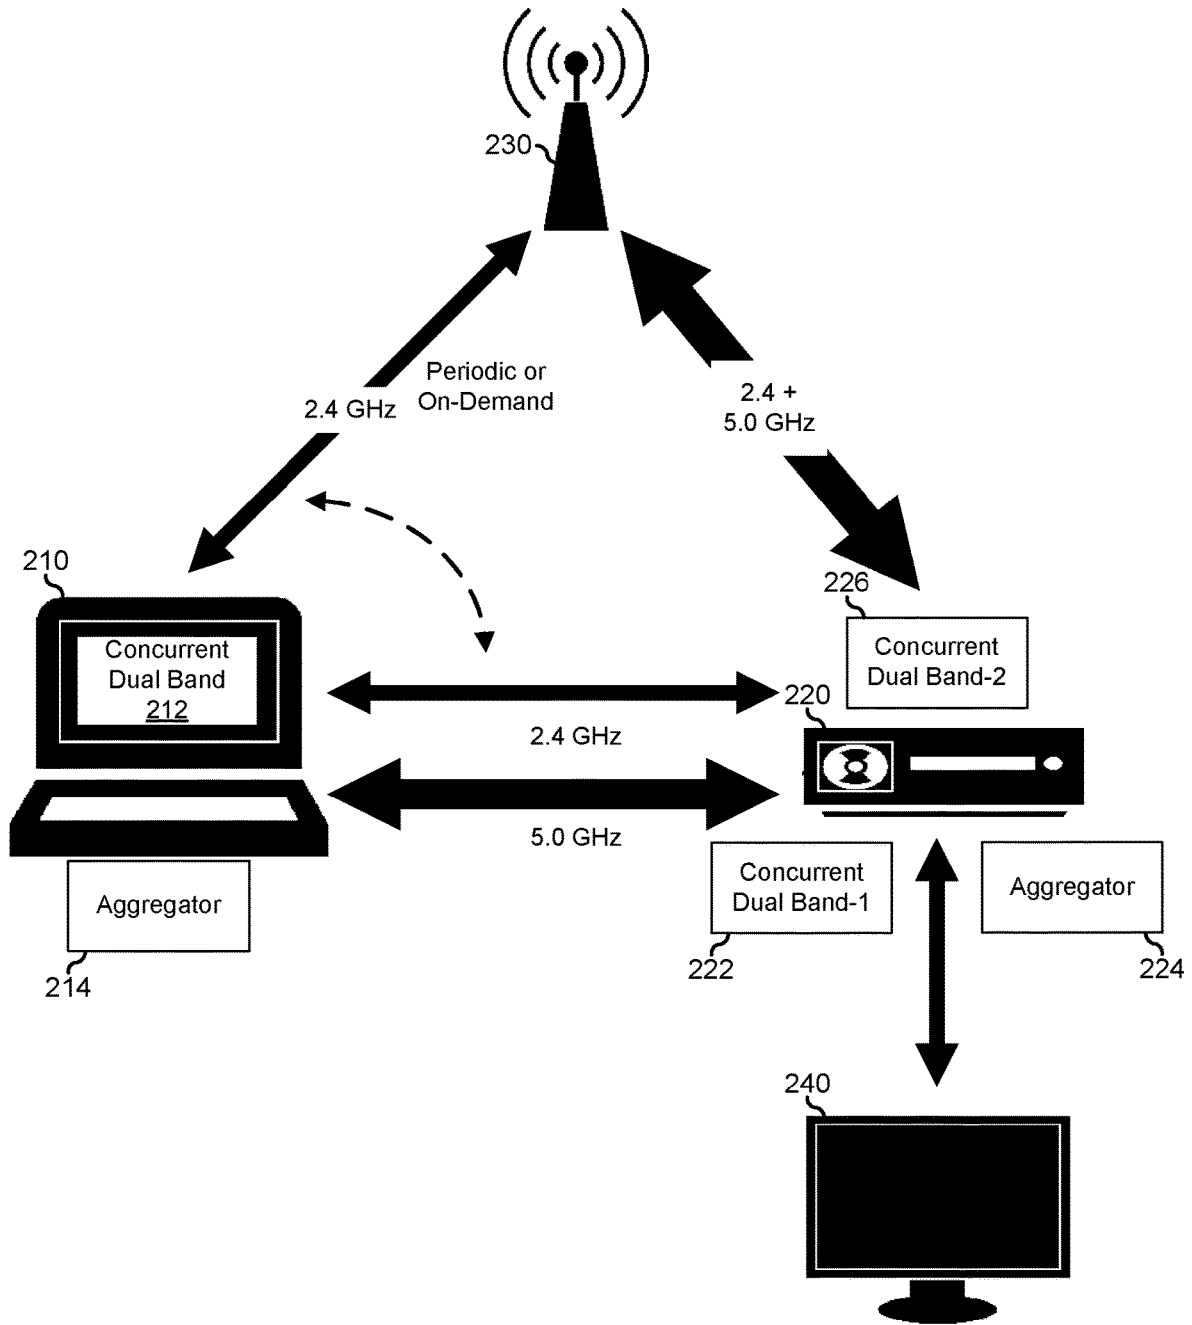 230
Periodic or
On-Demand
2.4 GHz
2.4 +
5.0 GHz
210
226
Concurrent
Dual Band
212
Concurrent
Dual Band-2
220
2.4 GHz
5.0 GHz
Aggregator
214
Concurrent
Dual Band-1
222
Aggregator
224
240